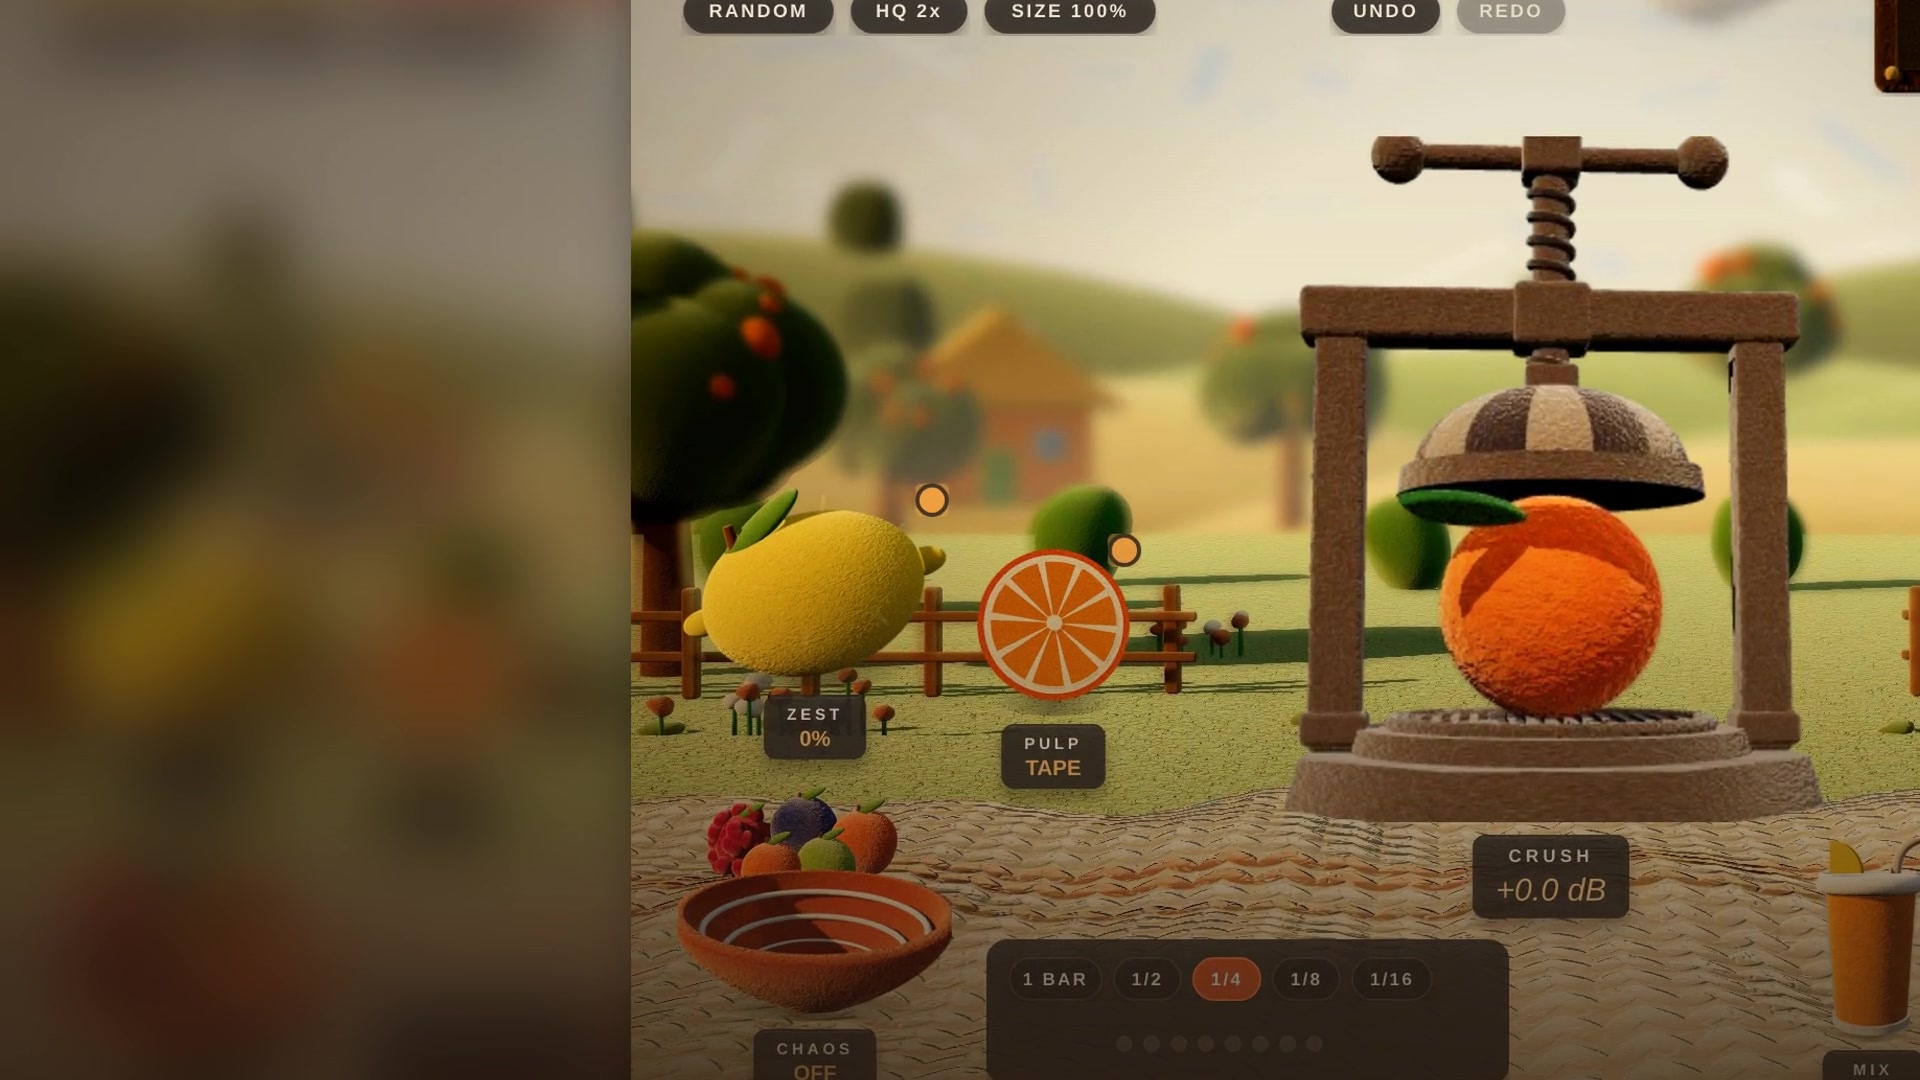 RANDOM
HQ 2x
SIZE 100%
UNDO
REDO
ZEST
0%
PULP
TAPE
CRUSH
+0.0 dB
1 BAR
1/2
1/4
1/8
1/16
CHAOS
OFF
MIX